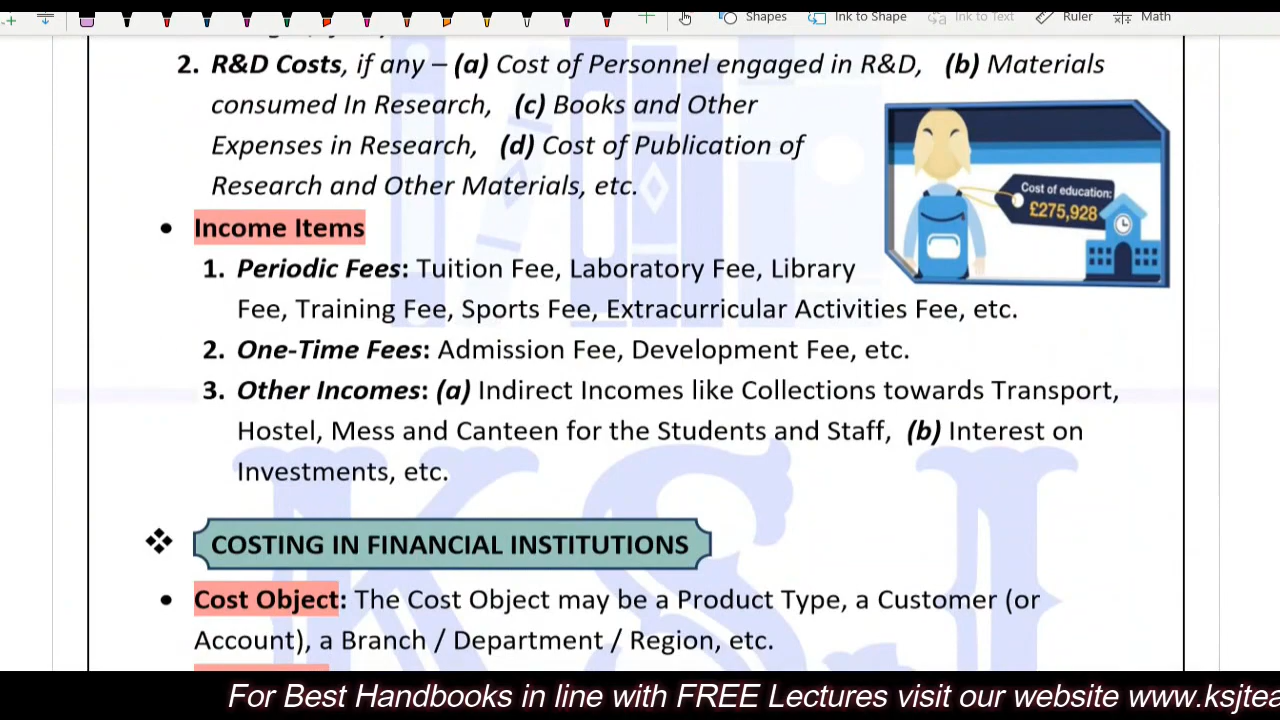 Shapes
Ink to Shape
Ink to Text
Ruler
Math
2. R&D Costs, if any – (a) Cost of Personnel engaged in R&D, (b) Materials
consumed In Research, (c) Books and Other
Expenses in Research, (d) Cost of Publication of
Research and Other Materials, etc.
Cost of education:
£275,928
• Income Items
1. Periodic Fees: Tuition Fee, Laboratory Fee, Library
Fee, Training Fee, Sports Fee, Extracurricular Activities Fee, etc.
2. One-Time Fees: Admission Fee, Development Fee, etc.
3. Other Incomes: (a) Indirect Incomes like Collections towards Transport,
Hostel, Mess and Canteen for the Students and Staff, (b) Interest on
Investments, etc.
KSJ
❖ COSTING IN FINANCIAL INSTITUTIONS
• Cost Object: The Cost Object may be a Product Type, a Customer (or
Account), a Branch / Department / Region, etc.
For Best Handbooks in line with FREE Lectures visit our website www.ksjtea